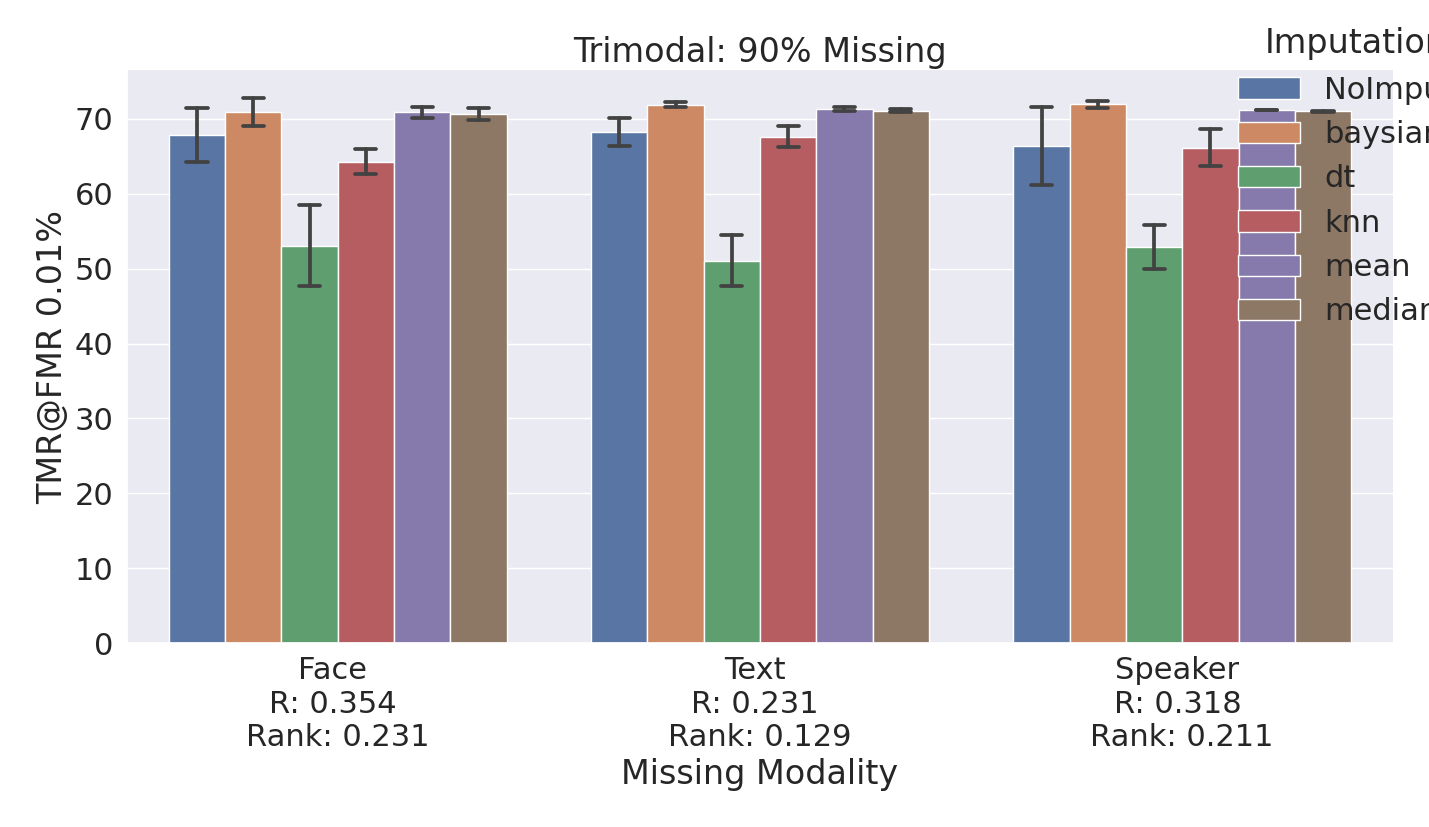 Trimodal: 90% Missing
Imputation
NoImpu
baysian
dt
knn
mean
median
TMR@FMR 0.01%
70
60
50
40
30
20
10
0
Face
R: 0.354
Rank: 0.231
Text
R: 0.231
Rank: 0.129
Speaker
R: 0.318
Rank: 0.211
Missing Modality